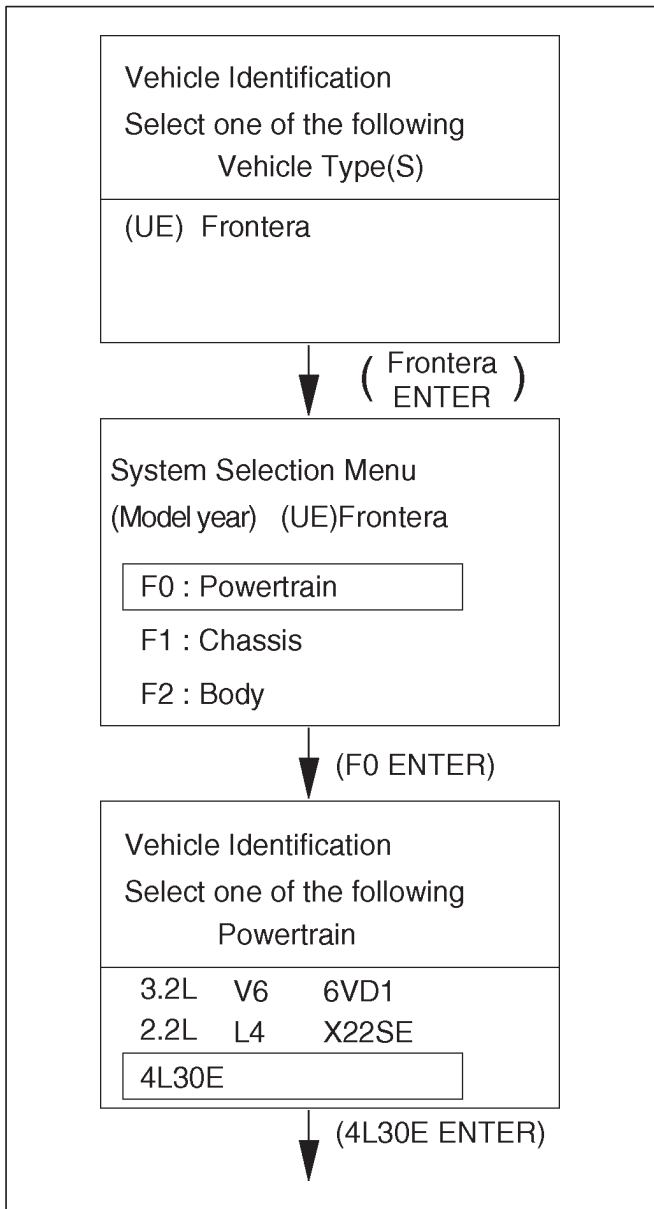 Vehicle Identification
Select one of the following
Vehicle Type(S)
(UE) Frontera
( Frontera
ENTER )
System Selection Menu
(Model year) (UE)Frontera
F0 : Powertrain
F1 : Chassis
F2 : Body
(F0 ENTER)
Vehicle Identification
Select one of the following
Powertrain
3.2L V6 6VD1
2.2L L4 X22SE
4L30E
(4L30E ENTER)